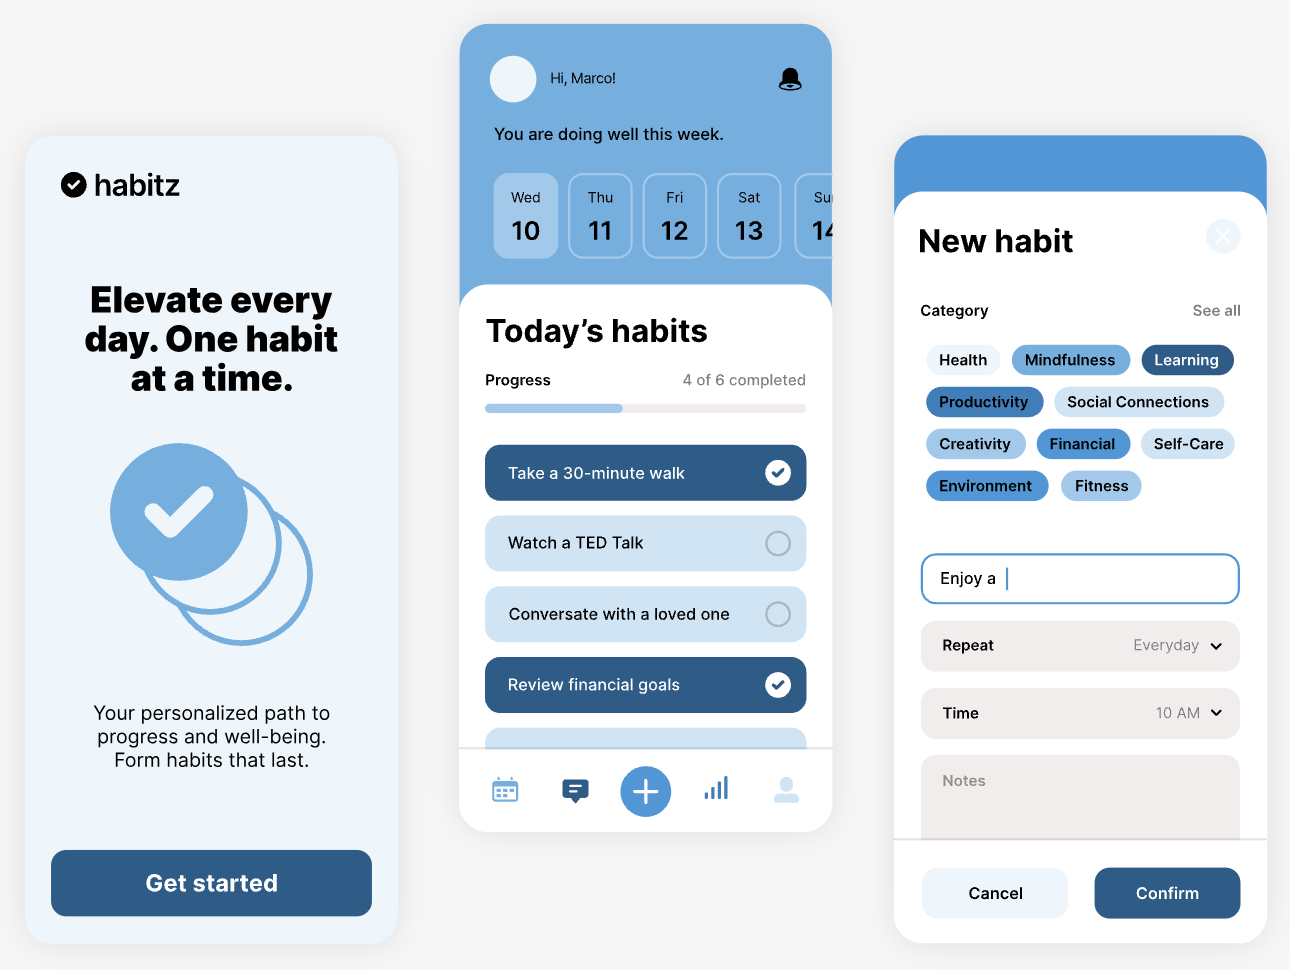 habitz
Elevate every
day. One habit
at a time.
Your personalized path to
progress and well-being.
Form habits that last.
Get started
Hi, Marco!
You are doing well this week.
Wed Thu Fri Sat Sun
10 11 12 13 14
Today’s habits
Progress 4 of 6 completed
Take a 30-minute walk
Watch a TED Talk
Conversate with a loved one
Review financial goals
New habit
Category See all
Health Mindfulness Learning
Productivity Social Connections
Creativity Financial Self-Care
Environment Fitness
Enjoy a
Repeat Everyday
Time 10 AM
Notes
Cancel Confirm